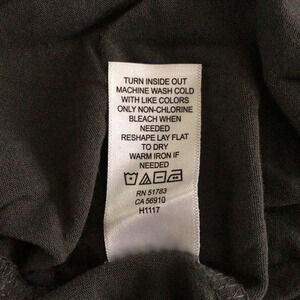 TURN INSIDE OUT
MACHINE WASH COLD
WITH LIKE COLORS
ONLY NON-CHLORINE
BLEACH WHEN
NEEDED
RESHAPE LAY FLAT
TO DRY
WARM IRON IF
NEEDED
RN 51783
CA 56910
H1117